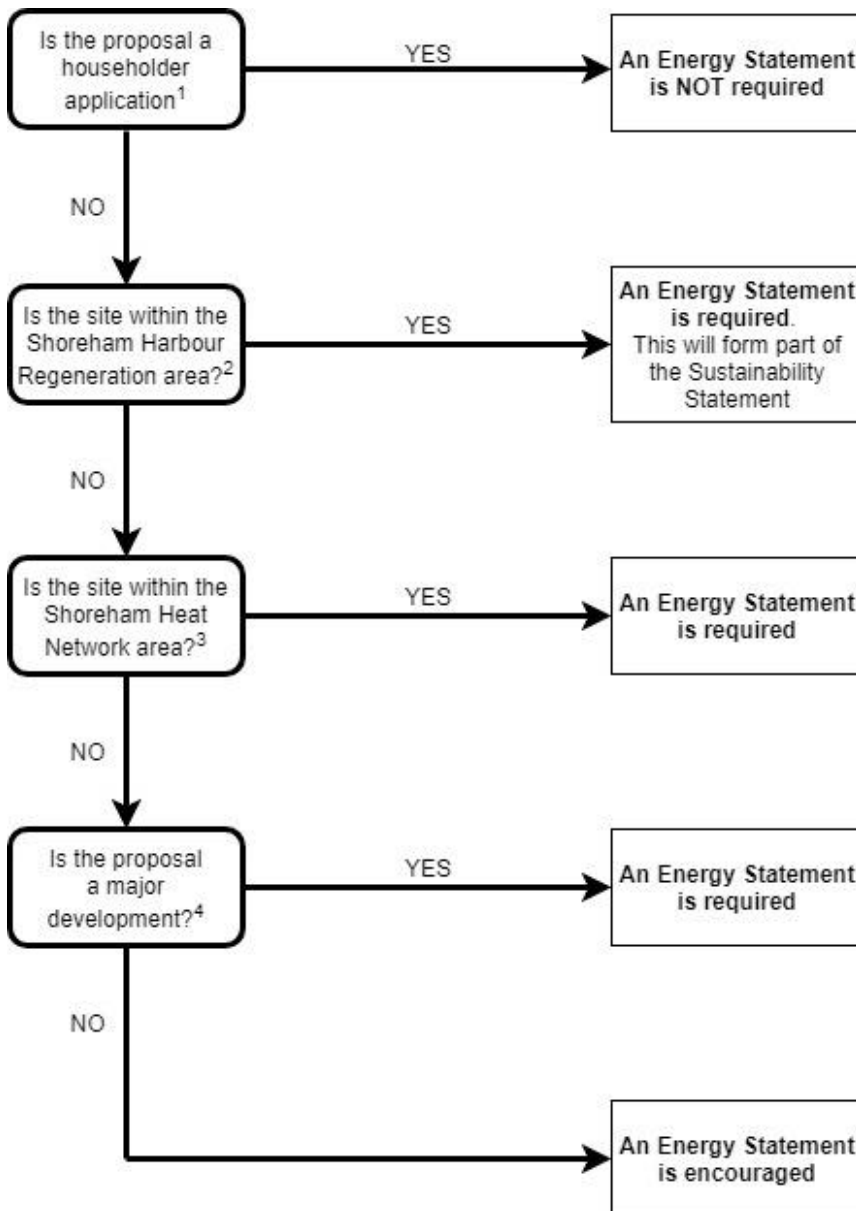 Is the proposal a
householder
application¹
YES
An Energy Statement
is NOT required
NO
Is the site within the
Shoreham Harbour
Regeneration area?²
YES
An Energy Statement
is required.
This will form part of
the Sustainability
Statement
NO
Is the site within the
Shoreham Heat
Network area?³
YES
An Energy Statement
is required
NO
Is the proposal
a major
development?⁴
YES
An Energy Statement
is required
NO
An Energy Statement
is encouraged